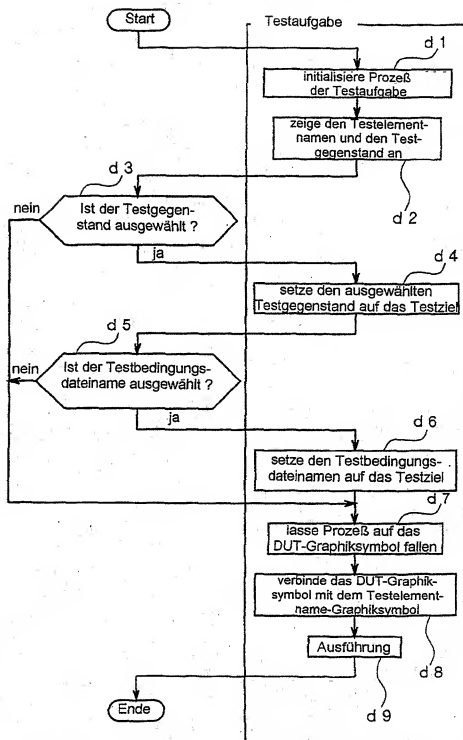 Start
Testaufgabe
d 1
initialisiere Prozeß
der Testaufgabe
zeige den Testelement-
namen und den Test-
gegenstand an
d 2
d 3
nein
Ist der Testgegen-
stand ausgewählt ?
ja
d 4
setze den ausgewählten
Testgegenstand auf das Testziel
d 5
nein
Ist der Testbedingungs-
dateiname ausgewählt ?
ja
d 6
setze den Testbedingungs-
dateinamen auf das Testziel
d 7
lasse Prozeß auf das
DUT-Graphiksymbol fallen
verbinde das DUT-Graphik-
symbol mit dem Testelement-
name-Graphiksymbol
d 8
Ausführung
d 9
Ende